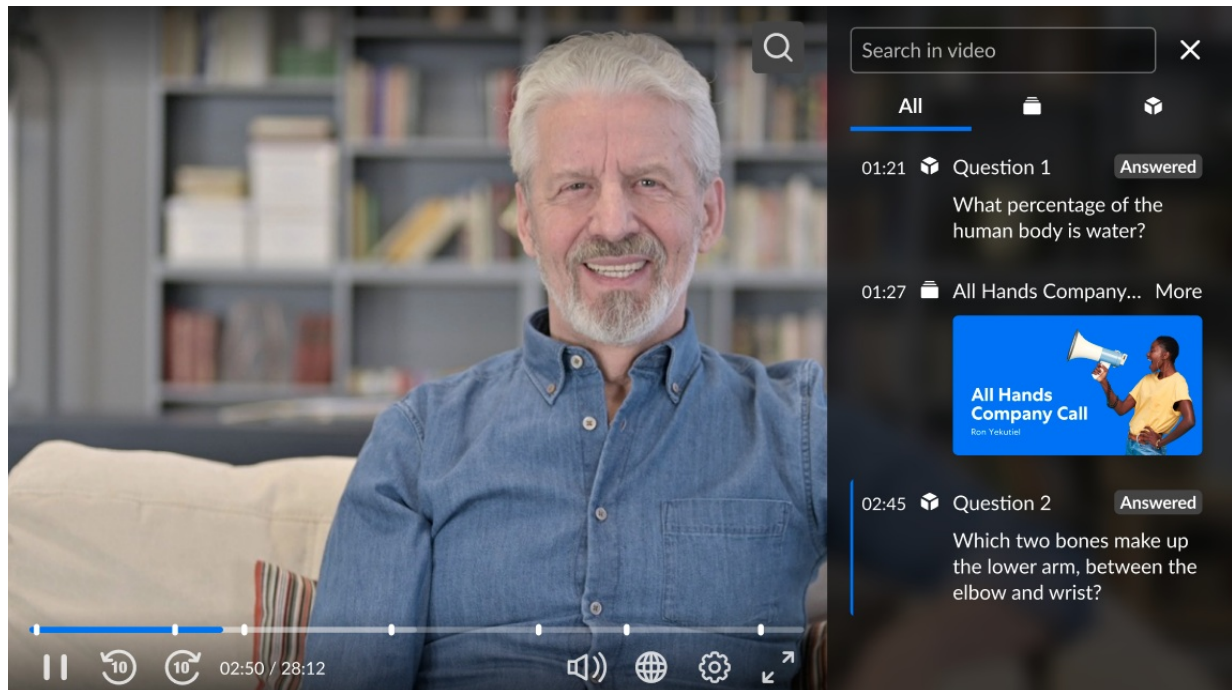 Search in video
All
01:21 Question 1 Answered
What percentage of the
human body is water?
01:27 All Hands Company... More
All Hands
Company Call
Ron Yekutiel
02:45 Question 2 Answered
Which two bones make up
the lower arm, between the
elbow and wrist?
10 10 02:50 / 28:12